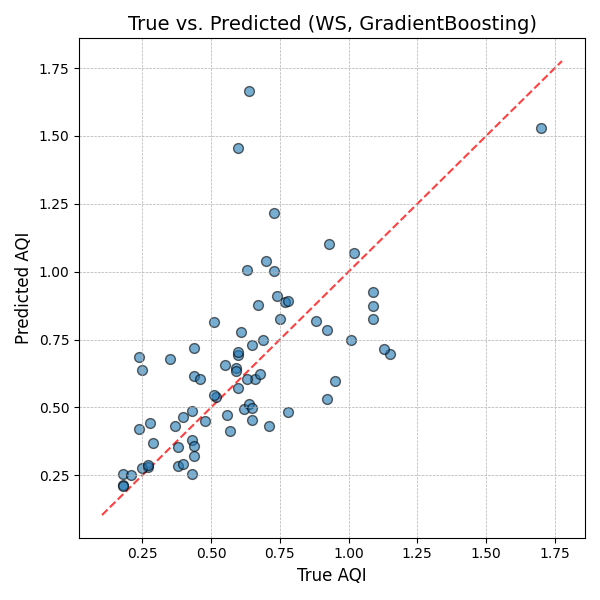 True vs. Predicted (WS, GradientBoosting)
Predicted AQI
1.75
1.50
1.25
1.00
0.75
0.50
0.25
0.25 0.50 0.75 1.00 1.25 1.50 1.75
True AQI